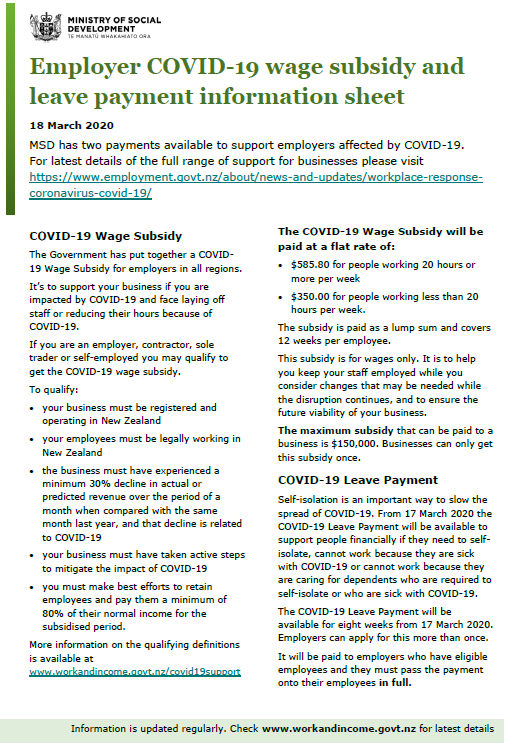 MINISTRY OF SOCIAL
DEVELOPMENT
TE MANATŪ WHAKAHIATO ORA
Employer COVID-19 wage subsidy and
leave payment information sheet
18 March 2020
MSD has two payments available to support employers affected by COVID-19.
For latest details of the full range of support for businesses please visit
https://www.employment.govt.nz/about/news-and-updates/workplace-response-
coronavirus-covid-19/
COVID-19 Wage Subsidy
The Government has put together a COVID-
19 Wage Subsidy for employers in all regions.
It's to support your business if you are
impacted by COVID-19 and face laying off
staff or reducing their hours because of
COVID-19.
If you are an employer, contractor, sole
trader or self-employed you may qualify to
get the COVID-19 wage subsidy.
To qualify:
• your business must be registered and
operating in New Zealand
• your employees must be legally working in
New Zealand
• the business must have experienced a
minimum 30% decline in actual or
predicted revenue over the period of a
month when compared with the same
month last year, and that decline is related
to COVID-19
• your business must have taken active steps
to mitigate the impact of COVID-19
• you must make best efforts to retain
employees and pay them a minimum of
80% of their normal income for the
subsidised period.
More information on the qualifying definitions
is available at
www.workandincome.govt.nz/covid19support
The COVID-19 Wage Subsidy will be
paid at a flat rate of:
• $585.80 for people working 20 hours or
more per week
• $350.00 for people working less than 20
hours per week.
The subsidy is paid as a lump sum and covers
12 weeks per employee.
This subsidy is for wages only. It is to help
you keep your staff employed while you
consider changes that may be needed while
the disruption continues, and to ensure the
future viability of your business.
The maximum subsidy that can be paid to a
business is $150,000. Businesses can only get
this subsidy once.
COVID-19 Leave Payment
Self-isolation is an important way to slow the
spread of COVID-19. From 17 March 2020 the
COVID-19 Leave Payment will be available to
support people financially if they need to self-
isolate, cannot work because they are sick
with COVID-19 or cannot work because they
are caring for dependents who are required to
self-isolate or who are sick with COVID-19.
The COVID-19 Leave Payment will be
available for eight weeks from 17 March 2020.
Employers can apply for this more than once.
It will be paid to employers who have eligible
employees and they must pass the payment
onto their employees in full.
Information is updated regularly. Check www.workandincome.govt.nz for latest details